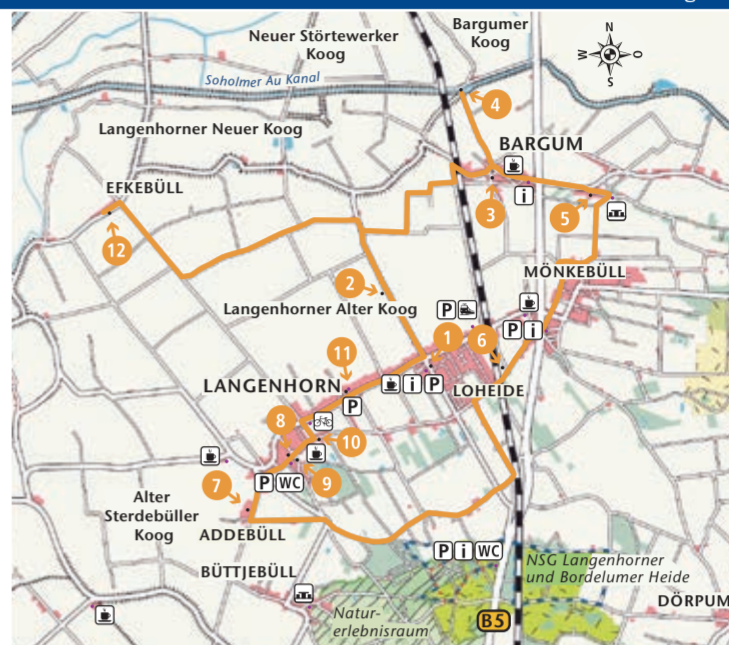 Neuer Störtewerker
Koog
Bargumer
Koog
N
W
O
S
Soholmer Au Kanal
4
Langenhorner Neuer Koog
BARGUM
EFKEBÜLL
i
3
5
12
MÖNKEBÜLL
2
Langenhorner Alter Koog
P
1
6
P i
11
LANGENHORN
i P
P
LOHEIDE
8
10
7
P WC
9
Alter
Sterdebüller
Koog
ADDEBÜLL
P i WC
BÜTTJEBÜLL
NSG Langenhorner
und Bordelumer Heide
DÖRPUM
Natur-
erlebnisraum
B5